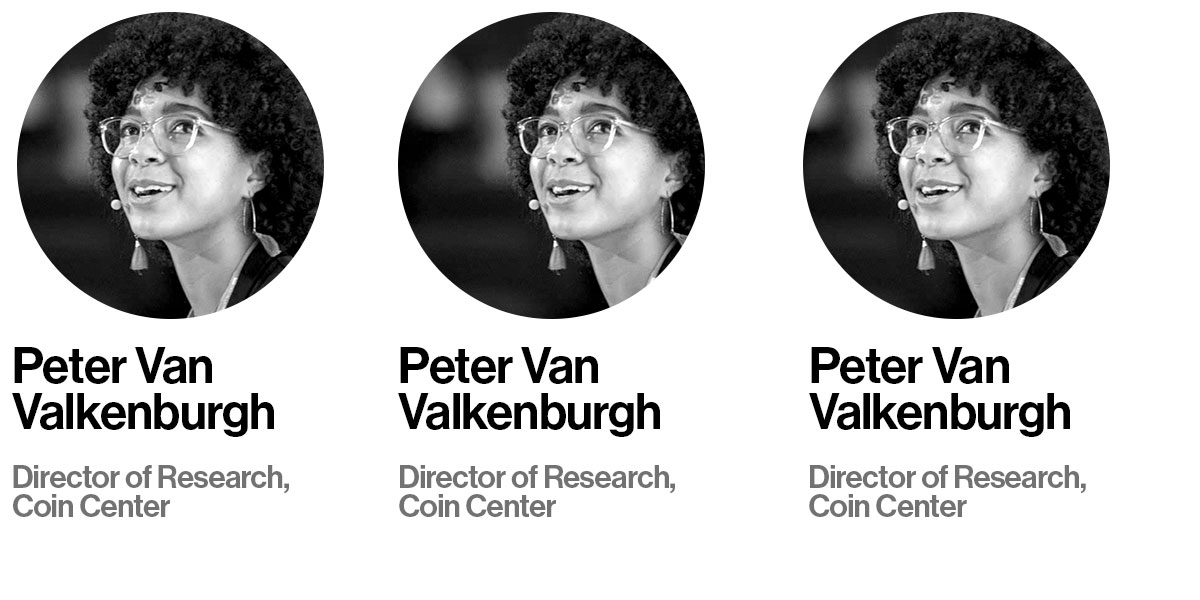 Peter Van
Valkenburgh
Director of Research,
Coin Center
Peter Van
Valkenburgh
Director of Research,
Coin Center
Peter Van
Valkenburgh
Director of Research,
Coin Center